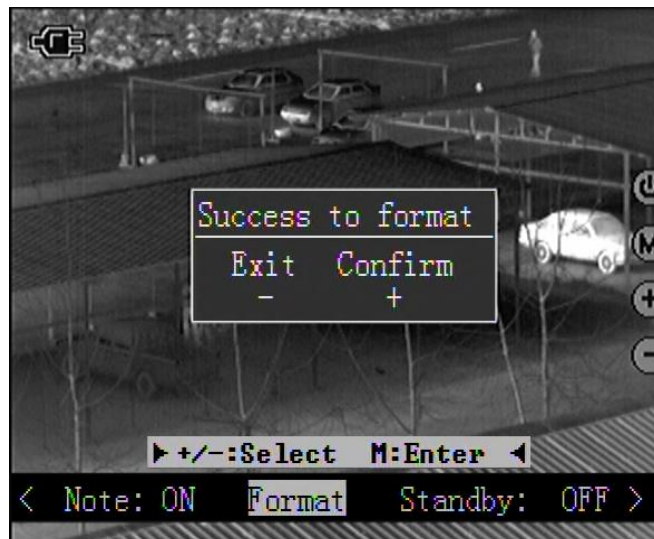 Success to format
Exit Confirm
- +
M
+
-
+/-:Select M:Enter
< Note: ON Format Standby: OFF >